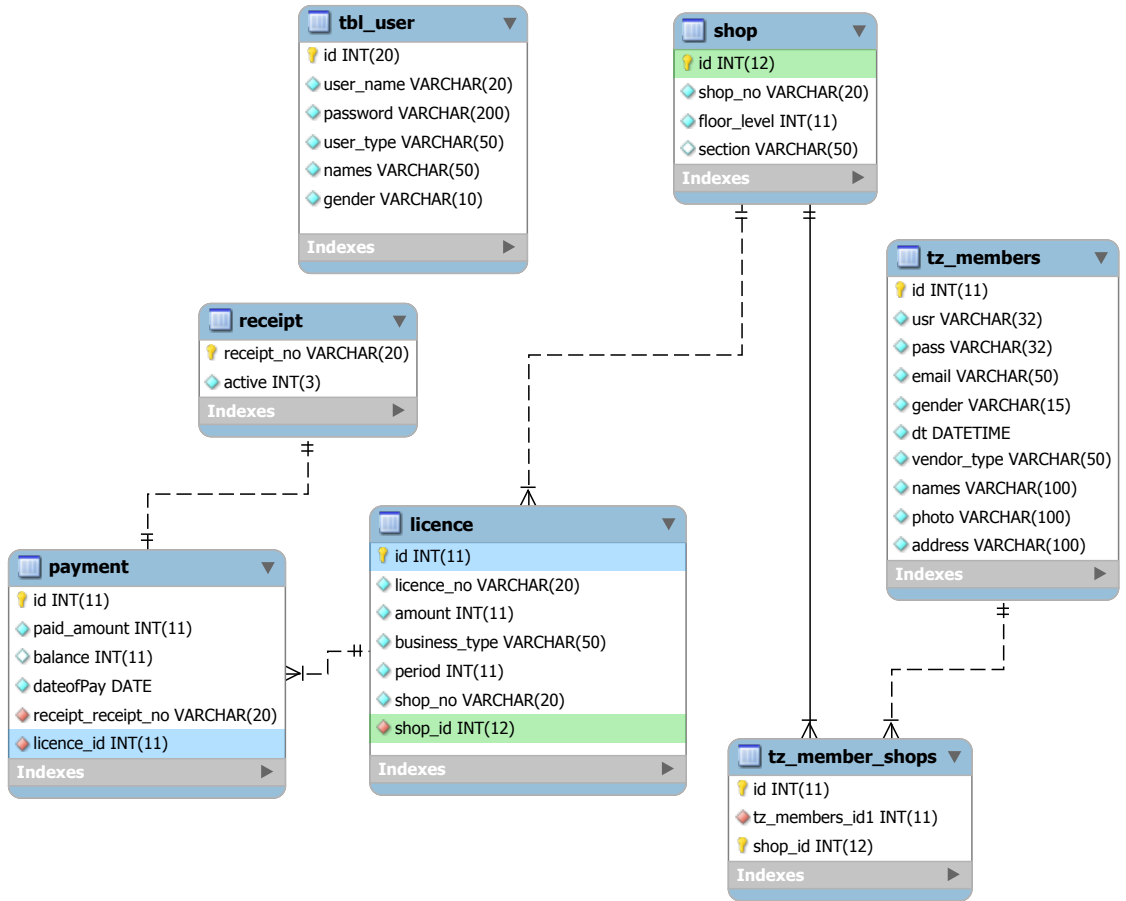 tbl_user
id INT(20)
user_name VARCHAR(20)
password VARCHAR(200)
user_type VARCHAR(50)
names VARCHAR(50)
gender VARCHAR(10)
Indexes
shop
id INT(12)
shop_no VARCHAR(20)
floor_level INT(11)
section VARCHAR(50)
Indexes
tz_members
id INT(11)
usr VARCHAR(32)
pass VARCHAR(32)
email VARCHAR(50)
gender VARCHAR(15)
dt DATETIME
vendor_type VARCHAR(50)
names VARCHAR(100)
photo VARCHAR(100)
address VARCHAR(100)
Indexes
receipt
receipt_no VARCHAR(20)
active INT(3)
Indexes
payment
id INT(11)
paid_amount INT(11)
balance INT(11)
dateofPay DATE
receipt_receipt_no VARCHAR(20)
licence_id INT(11)
Indexes
licence
id INT(11)
licence_no VARCHAR(20)
amount INT(11)
business_type VARCHAR(50)
period INT(11)
shop_no VARCHAR(20)
shop_id INT(12)
Indexes
tz_member_shops
id INT(11)
tz_members_id1 INT(11)
shop_id INT(12)
Indexes